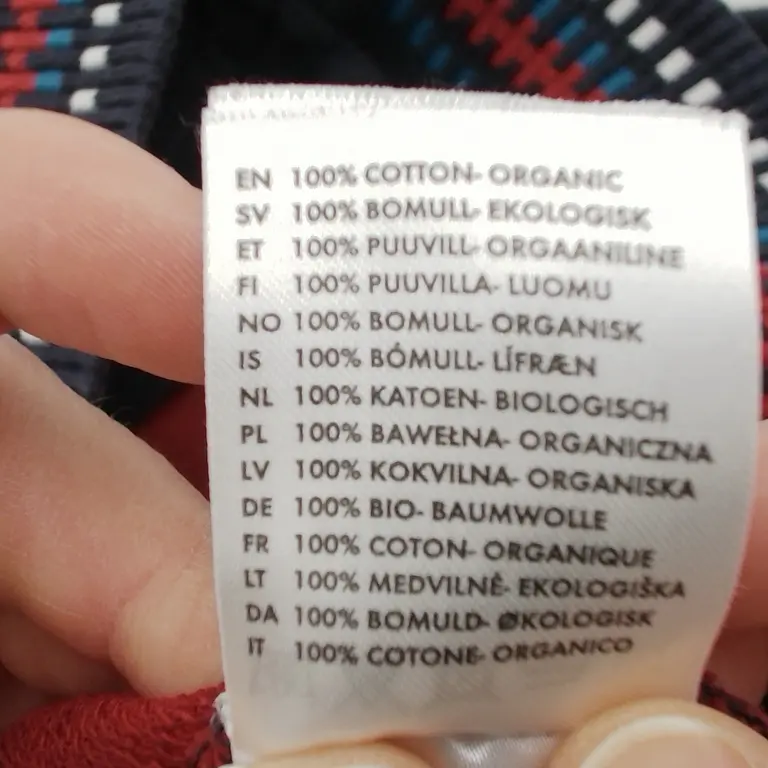 EN 100% COTTON- ORGANIC
SV 100% BOMULL- EKOLOGISK
ET 100% PUUVILL- ORGAANILINE
FI 100% PUUVILLA- LUOMU
NO 100% BOMULL- ORGANISK
IS 100% BÓMULL- LÍFRÆN
NL 100% KATOEN- BIOLOGISCH
PL 100% BAWEŁNA- ORGANICZNA
LV 100% KOKVILNA- ORGANISKA
DE 100% BIO- BAUMWOLLE
FR 100% COTON- ORGANIQUE
LT 100% MEDVILNĖ- EKOLOGIŠKA
DA 100% BOMULD- ØKOLOGISK
IT 100% COTONE- ORGANICO